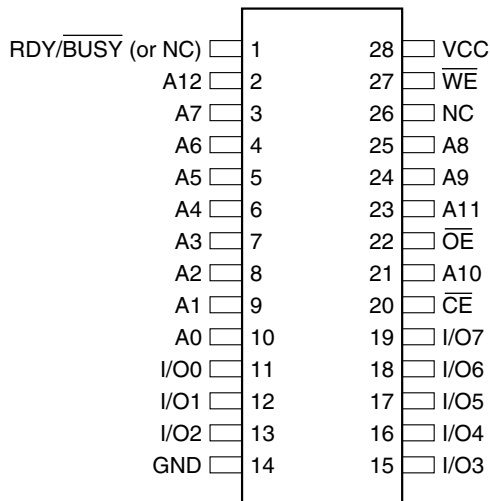 RDY/BUSY (or NC) 1 28 VCC
A12 2 27 WE
A7 3 26 NC
A6 4 25 A8
A5 5 24 A9
A4 6 23 A11
A3 7 22 OE
A2 8 21 A10
A1 9 20 CE
A0 10 19 I/O7
I/O0 11 18 I/O6
I/O1 12 17 I/O5
I/O2 13 16 I/O4
GND 14 15 I/O3